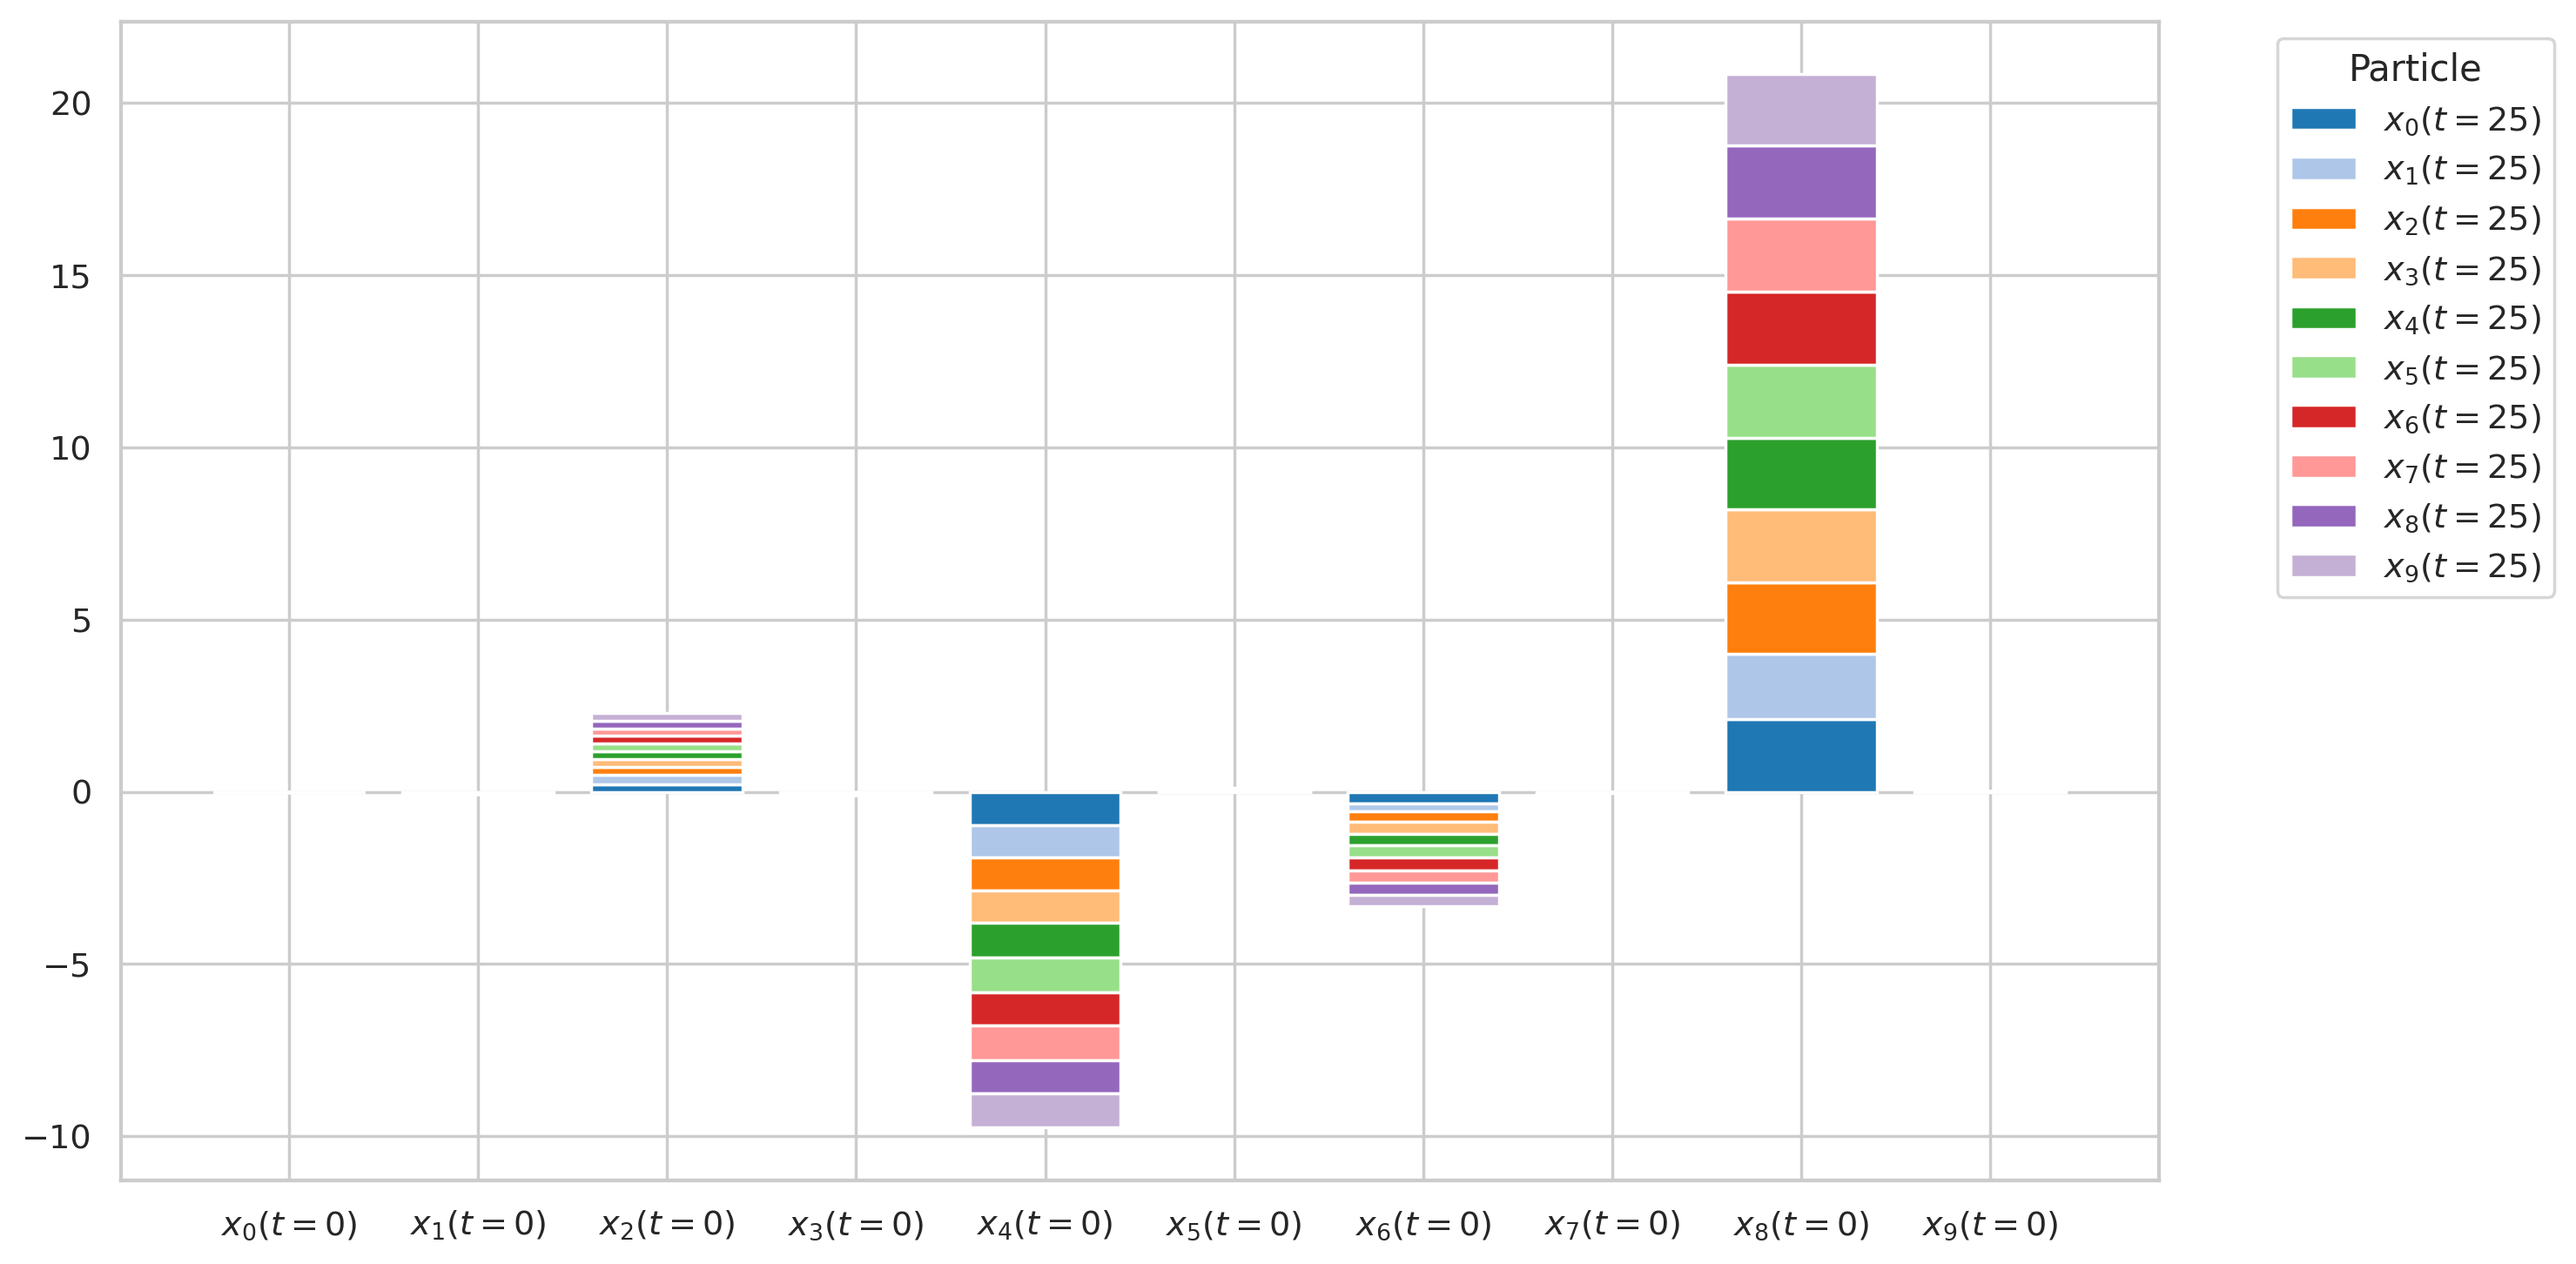 20
15
10
5
0
−5
−10
x₀(t = 0) x₁(t = 0) x₂(t = 0) x₃(t = 0) x₄(t = 0) x₅(t = 0) x₆(t = 0) x₇(t = 0) x₈(t = 0) x₉(t = 0)
Particle
x₀(t = 25)
x₁(t = 25)
x₂(t = 25)
x₃(t = 25)
x₄(t = 25)
x₅(t = 25)
x₆(t = 25)
x₇(t = 25)
x₈(t = 25)
x₉(t = 25)